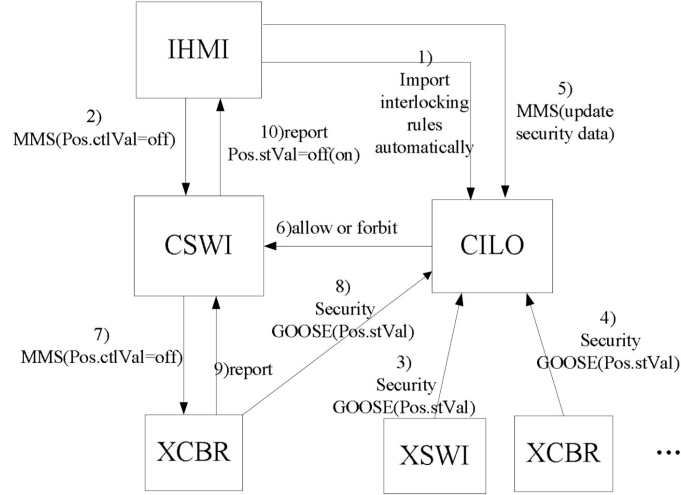 IHMI
1)
Import
interlocking
rules
automatically
5)
MMS(update
security data)
2)
MMS(Pos.ctlVal=off)
10)report
Pos.stVal=off(on)
CSWI
6)allow or forbit
CILO
7)
MMS(Pos.ctlVal=off)
9)report
8)
Security
GOOSE(Pos.stVal)
3)
Security
GOOSE(Pos.stVal)
4)
Security
GOOSE(Pos.stVal)
XCBR
XSWI
XCBR
...